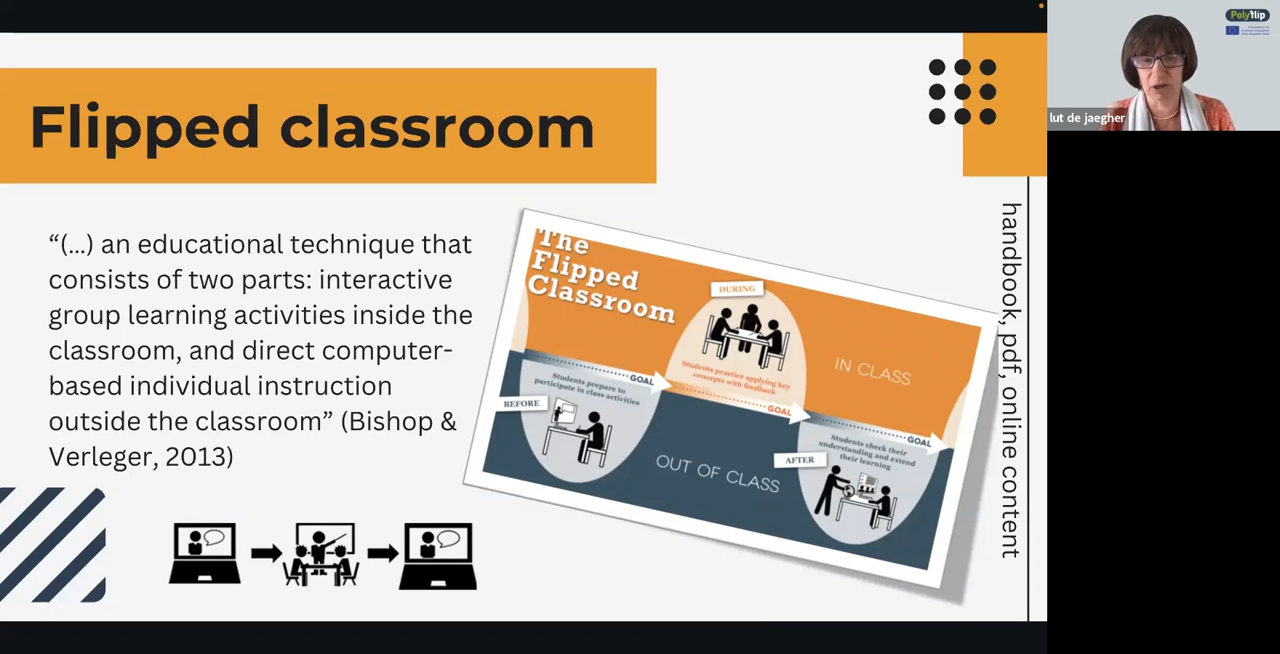 Flipped classroom
“(...) an educational technique that
consists of two parts: interactive
group learning activities inside the
classroom, and direct computer-
based individual instruction
outside the classroom” (Bishop &
Verleger, 2013)
The
Flipped
Classroom
DURING
Students practice applying key
concepts with feedback
IN CLASS
GOAL
Students prepare to
participate in class activities
BEFORE
GOAL
GOAL
Students check their
understanding and extend
their learning
AFTER
OUT OF CLASS
handbook, pdf, online content
Polyflip
lut de jaegher